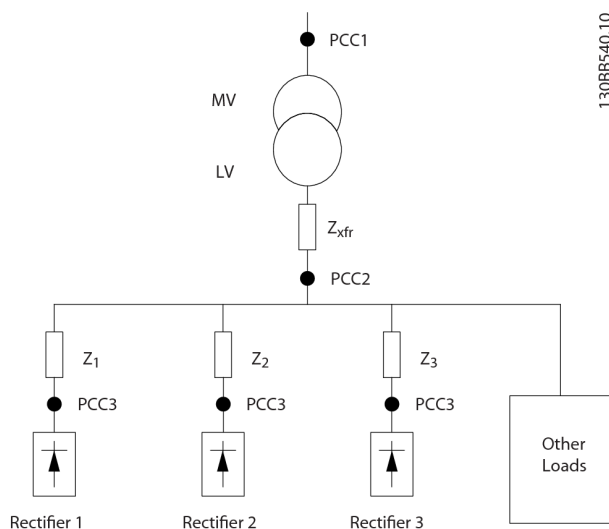 PCC1
130BB540.10
MV
LV
Zxfr
PCC2
Z1
Z2
Z3
PCC3
PCC3
PCC3
Other
Loads
Rectifier 1
Rectifier 2
Rectifier 3